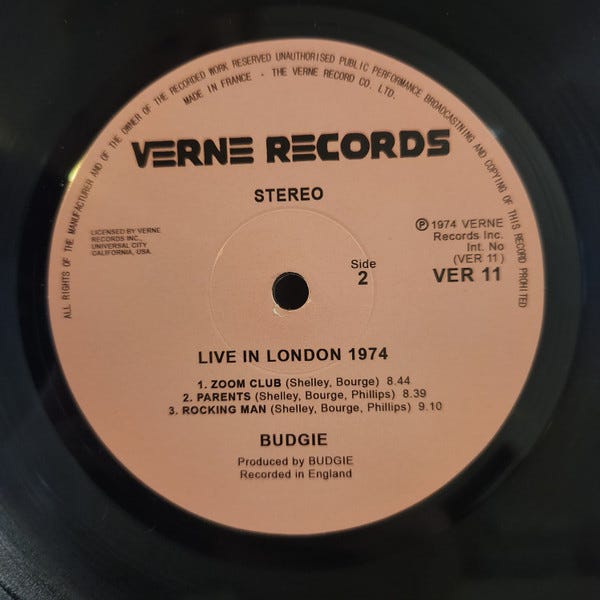 ALL RIGHTS OF THE MANUFACTURER AND OF THE OWNER OF THE RECORDED WORK RESERVED UNAUTHORISED PUBLIC PERFORMANCE BROADCASTNING AND COPYING OF THIS RECORD PROHITED
MADE IN FRANCE · THE VERNE RECORD CO. LTD.
VERNE RECORDS
STEREO
LICENSED BY VERNE
RECORDS INC.,
UNIVERSAL CITY
CALIFORNIA, USA.
℗ 1974 VERNE
Records Inc.
Int. No
(VER 11)
VER 11
Side
2
LIVE IN LONDON 1974
1. ZOOM CLUB (Shelley, Bourge) 8.44
2. PARENTS (Shelley, Bourge, Phillips) 8.39
3. ROCKING MAN (Shelley, Bourge, Phillips) 9.10
BUDGIE
Produced by BUDGIE
Recorded in England